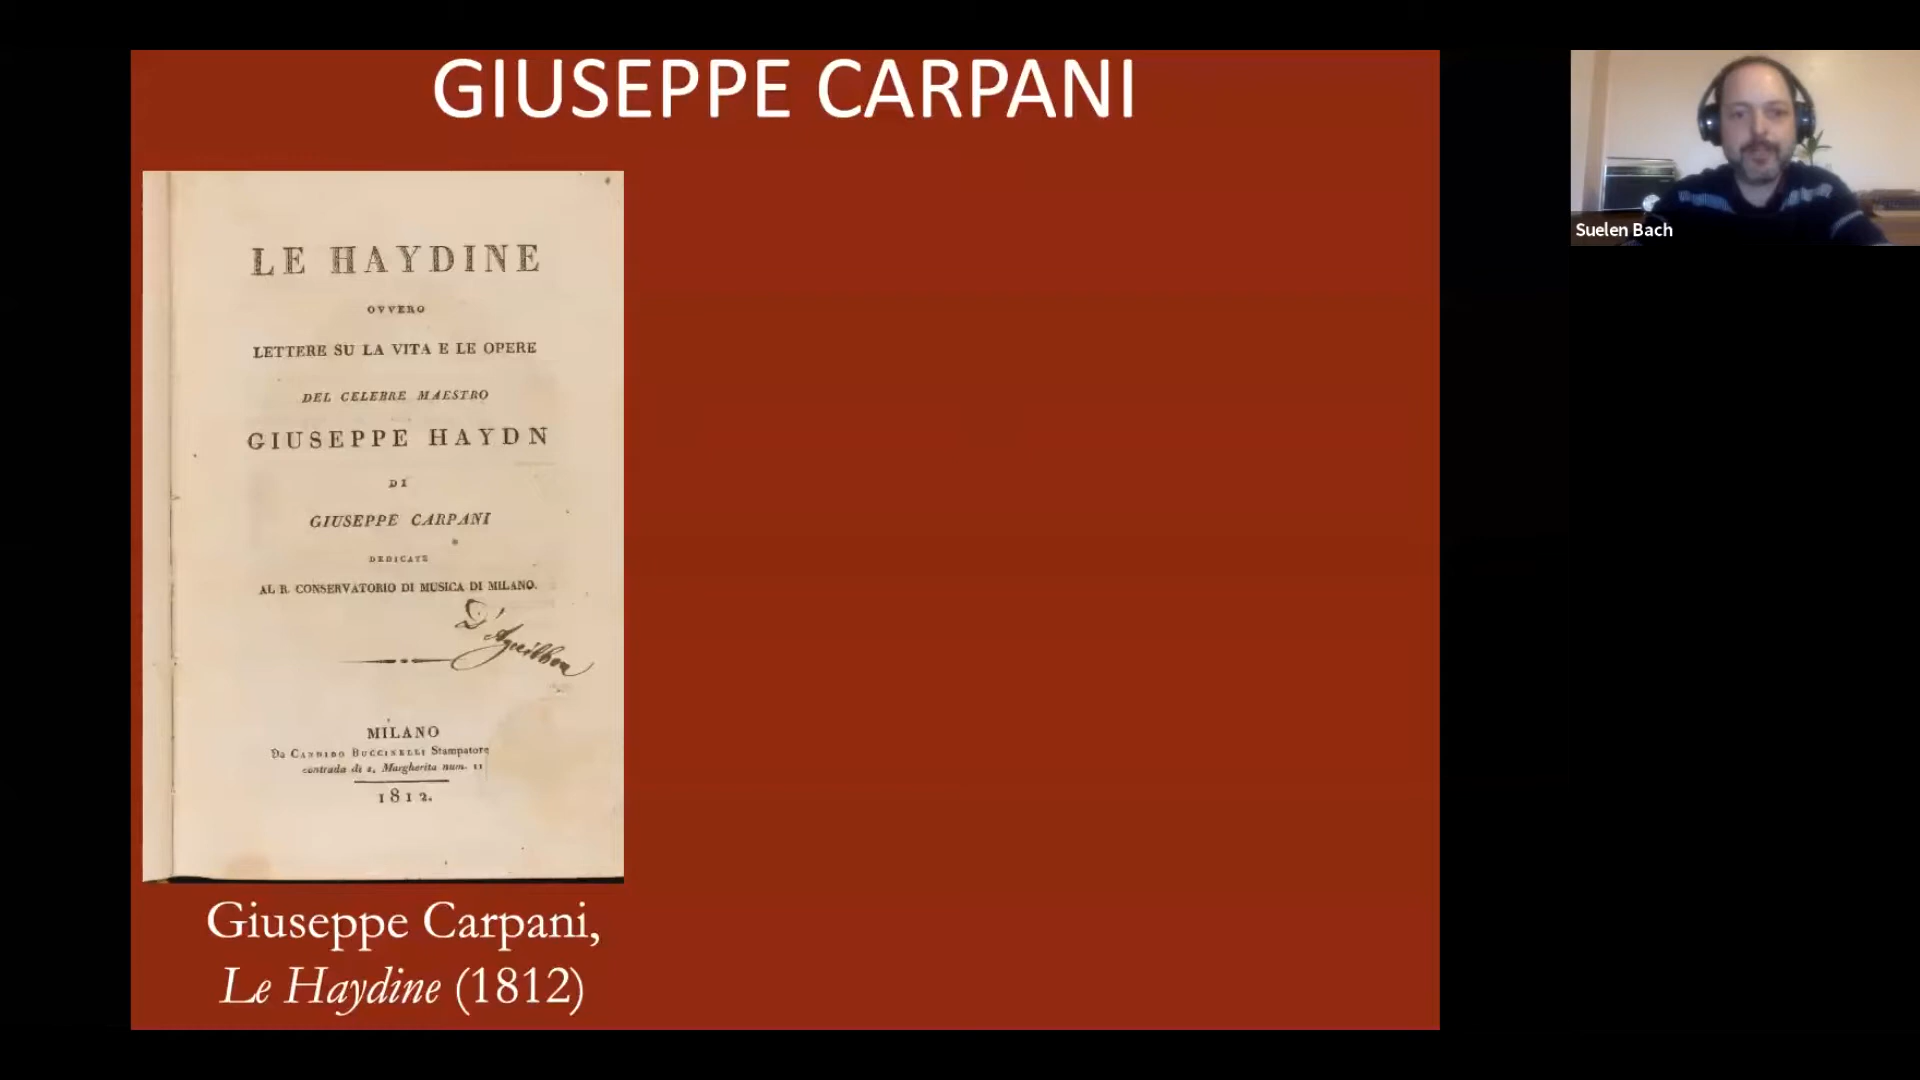 GIUSEPPE CARPANI
LE HAYDINE
OVVERO
LETTERE SU LA VITA E LE OPERE
DEL CELEBRE MAESTRO
GIUSEPPE HAYDN
DI
GIUSEPPE CARPANI
DEDICATE
AL R. CONSERVATORIO DI MUSICA DI MILANO.
MILANO
Da CANDIDO BUCCINELLI Stampatore
contrada di s. Margherita num. 11
1812.
Giuseppe Carpani,
Le Haydine (1812)
Suelen Bach